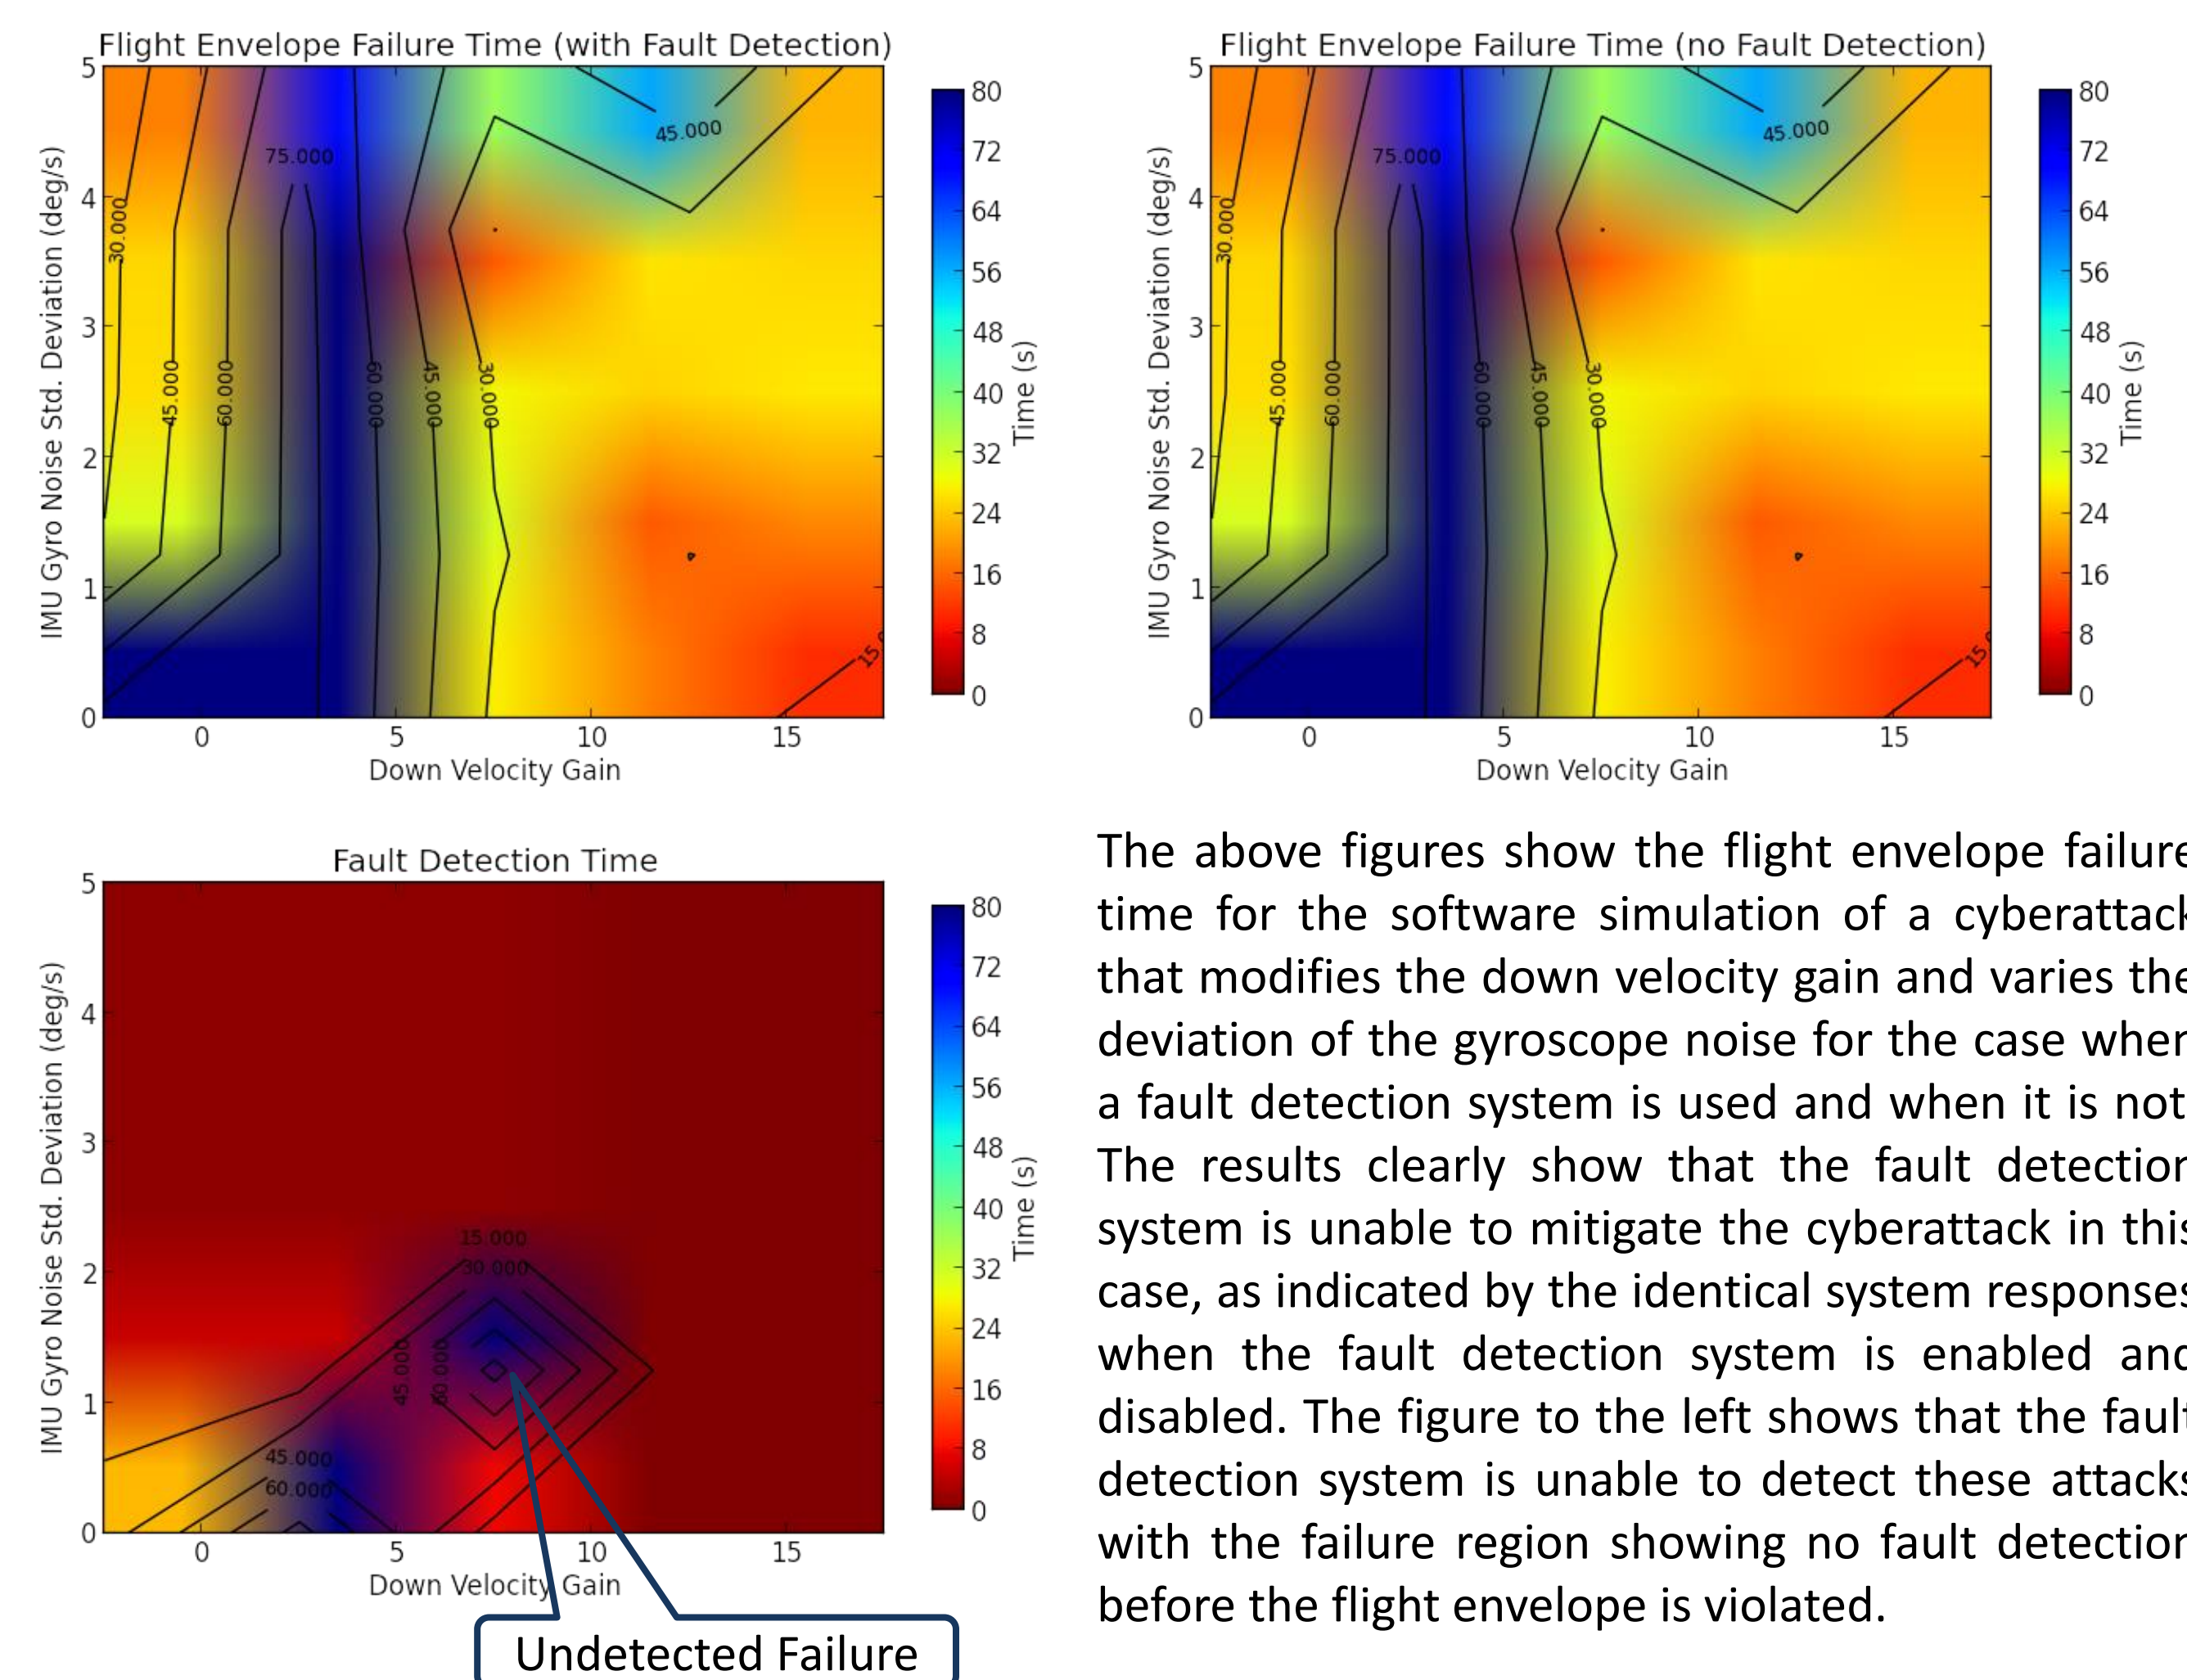 Flight Envelope Failure Time (with Fault Detection)
5
4
3
2
1
0
IMU Gyro Noise Std. Deviation (deg/s)
0 5 10 15
Down Velocity Gain
30.000
45.000
60.000
75.000
60.000
45.000
30.000
45.000
80
72
64
56
48
40
32
24
16
8
0
Time (s)
Flight Envelope Failure Time (no Fault Detection)
5
4
3
2
1
0
IMU Gyro Noise Std. Deviation (deg/s)
0 5 10 15
Down Velocity Gain
30.000
45.000
60.000
75.000
60.000
45.000
30.000
45.000
80
72
64
56
48
40
32
24
16
8
0
Time (s)
Fault Detection Time
5
4
3
2
1
0
IMU Gyro Noise Std. Deviation (deg/s)
0 5 10 15
Down Velocity Gain
15.000
30.000
45.000
60.000
45.000
60.000
80
72
64
56
48
40
32
24
16
8
0
Time (s)
Undetected Failure
The above figures show the flight envelope failure
time for the software simulation of a cyberattack
that modifies the down velocity gain and varies the
deviation of the gyroscope noise for the case when
a fault detection system is used and when it is not
The results clearly show that the fault detection
system is unable to mitigate the cyberattack in this
case, as indicated by the identical system responses
when the fault detection system is enabled and
disabled. The figure to the left shows that the fault
detection system is unable to detect these attacks
with the failure region showing no fault detection
before the flight envelope is violated.